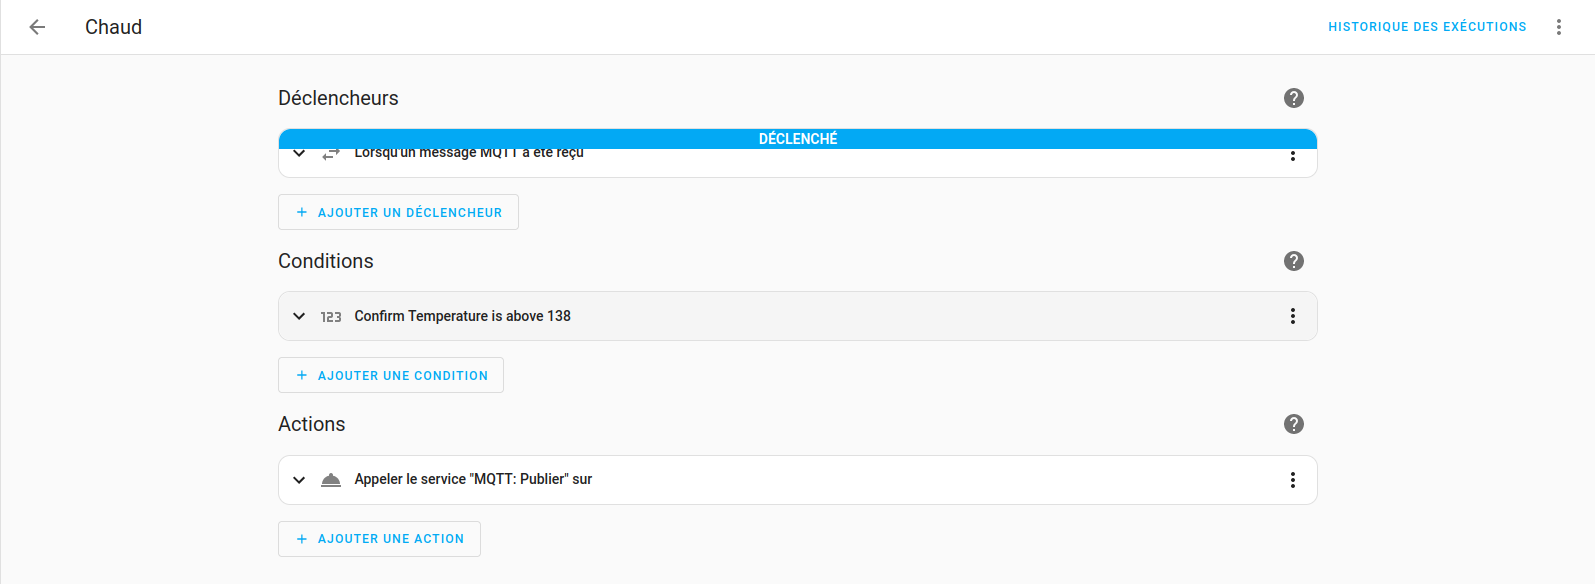 Chaud
HISTORIQUE DES EXÉCUTIONS
Déclencheurs
DÉCLENCHÉ
Lorsqu'un message MQTT a été reçu
+ AJOUTER UN DÉCLENCHEUR
Conditions
123 Confirm Temperature is above 138
+ AJOUTER UNE CONDITION
Actions
Appeler le service "MQTT: Publier" sur
+ AJOUTER UNE ACTION